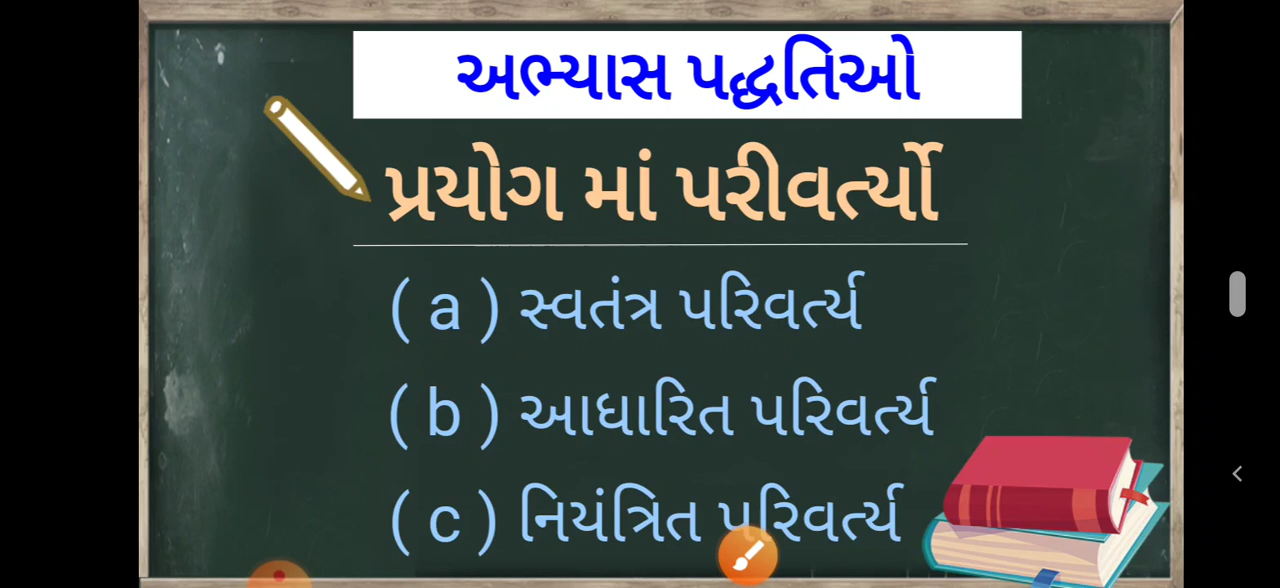 અભ્યાસ પદ્ધતિઓ
પ્રયોગ માં પરીવર્ત્યો
( a ) સ્વતંત્ર પરિવર્ત્ય
( b ) આધારિત પરિવર્ત્ય
( c ) નિયંત્રિત પરિવર્ત્ય